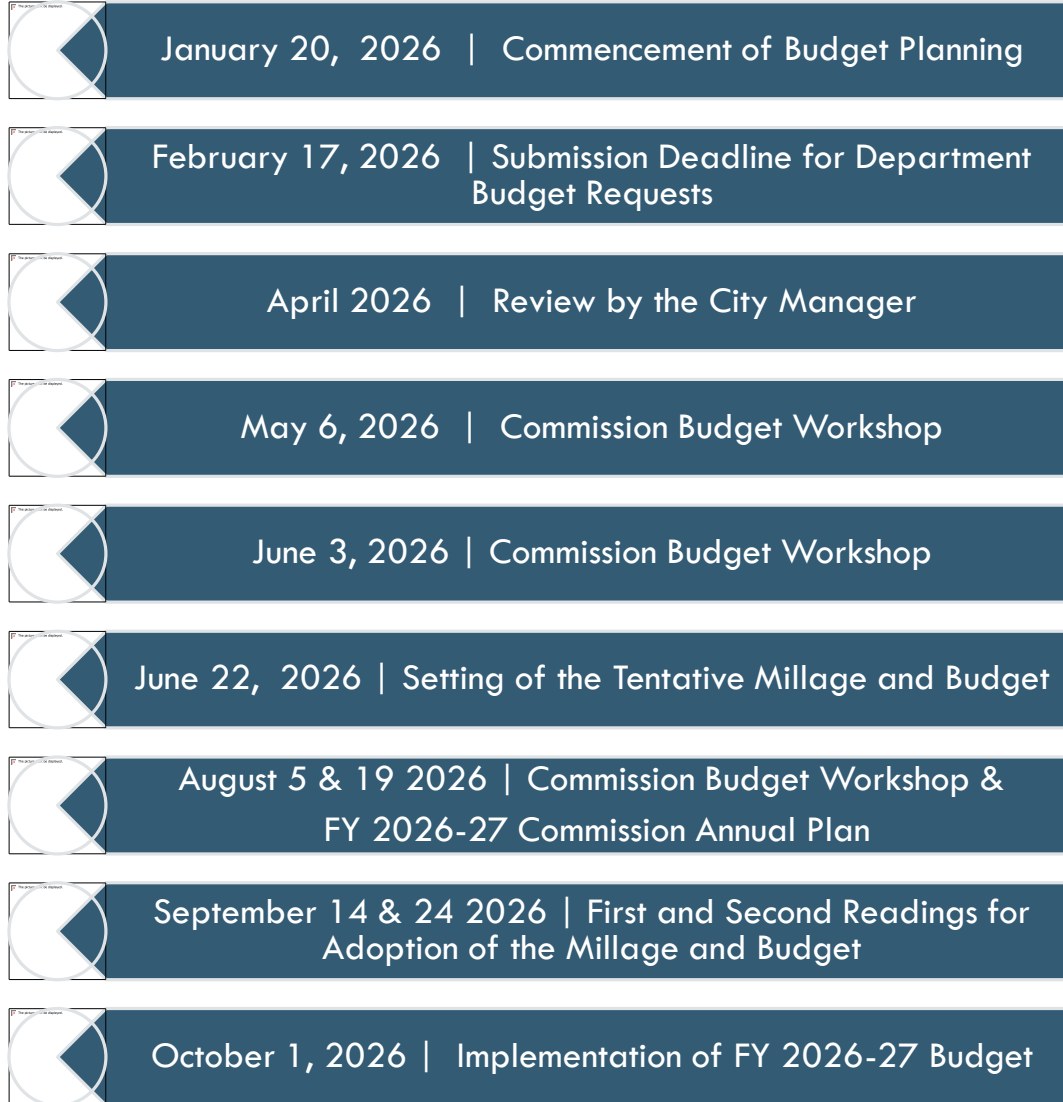 January 20, 2026 | Commencement of Budget Planning
February 17, 2026 | Submission Deadline for Department
Budget Requests
April 2026 | Review by the City Manager
May 6, 2026 | Commission Budget Workshop
June 3, 2026 | Commission Budget Workshop
June 22, 2026 | Setting of the Tentative Millage and Budget
August 5 & 19 2026 | Commission Budget Workshop &
FY 2026-27 Commission Annual Plan
September 14 & 24 2026 | First and Second Readings for
Adoption of the Millage and Budget
October 1, 2026 | Implementation of FY 2026-27 Budget